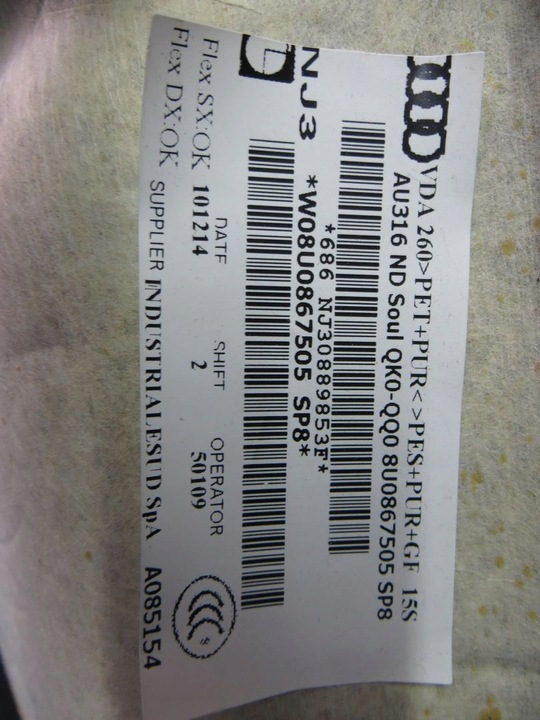 VDA 260>PET+PUR<>PES+PUR+GF 15S
AU316 ND Soul QK0-QQ0 8U0867505 SP8
*686 NJ30889853F*
NJ3 *W08U0867505 SP8*
DATE SHIFT OPERATOR
Flex SX:OK 101214 2 50109
Flex DX:OK SUPPLIER INDUSTRIALESUD SpA A085154